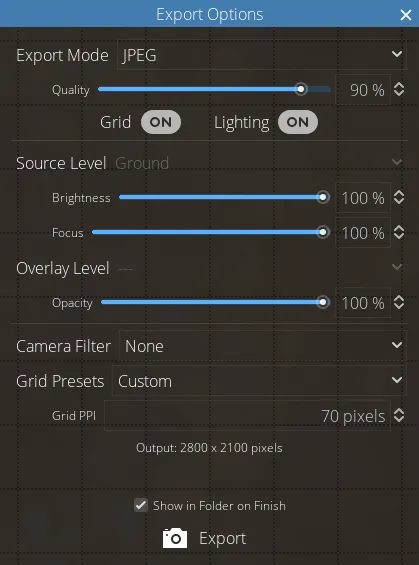 Export Options
Export Mode JPEG
Quality 90 %
Grid ON Lighting ON
Source Level Ground
Brightness 100 %
Focus 100 %
Overlay Level ---
Opacity 100 %
Camera Filter None
Grid Presets Custom
Grid PPI 70 pixels
Output: 2800 x 2100 pixels
Show in Folder on Finish
Export